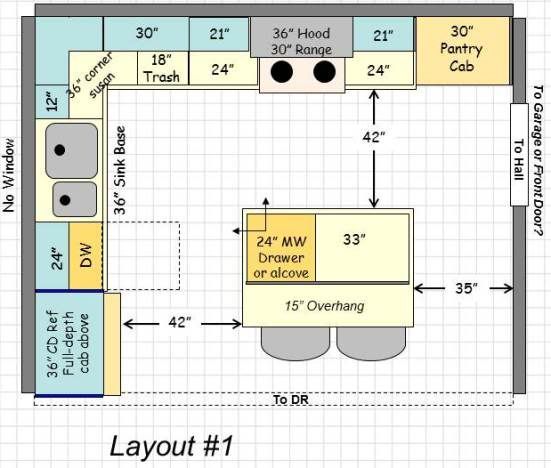 30"
21"
36" Hood
30" Range
21"
30"
Pantry
Cab
36" corner
susan
18"
Trash
24"
24"
12"
No Window
36" Sink Base
42"
To Hall
To Garage or Front Door?
24"
DW
24" MW
Drawer
or alcove
33"
15" Overhang
35"
42"
36" CD Ref
Full-depth
cab above
To DR
Layout #1